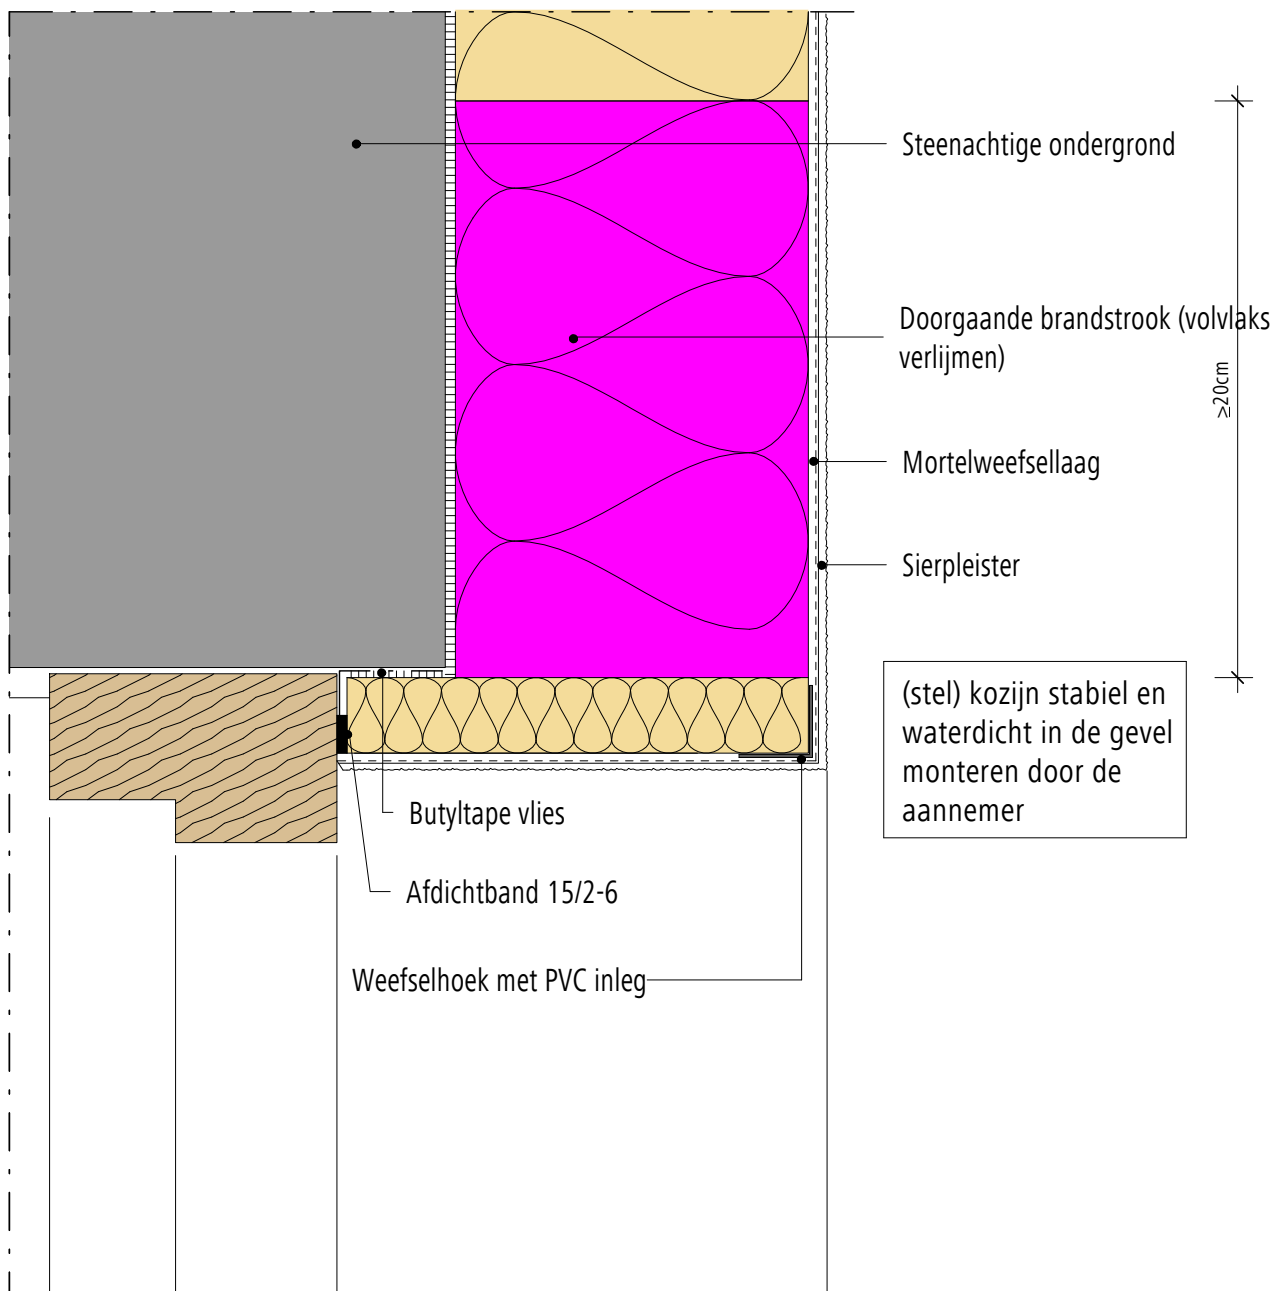 Steenachtige ondergrond
Doorgaande brandstrook (volvlaks
verlijmen)
≥20cm
Mortelweefsellaag
Sierpleister
(stel) kozijn stabiel en
waterdicht in de gevel
monteren door de
aannemer
Butyltape vlies
Afdichtband 15/2-6
Weefselhoek met PVC inleg